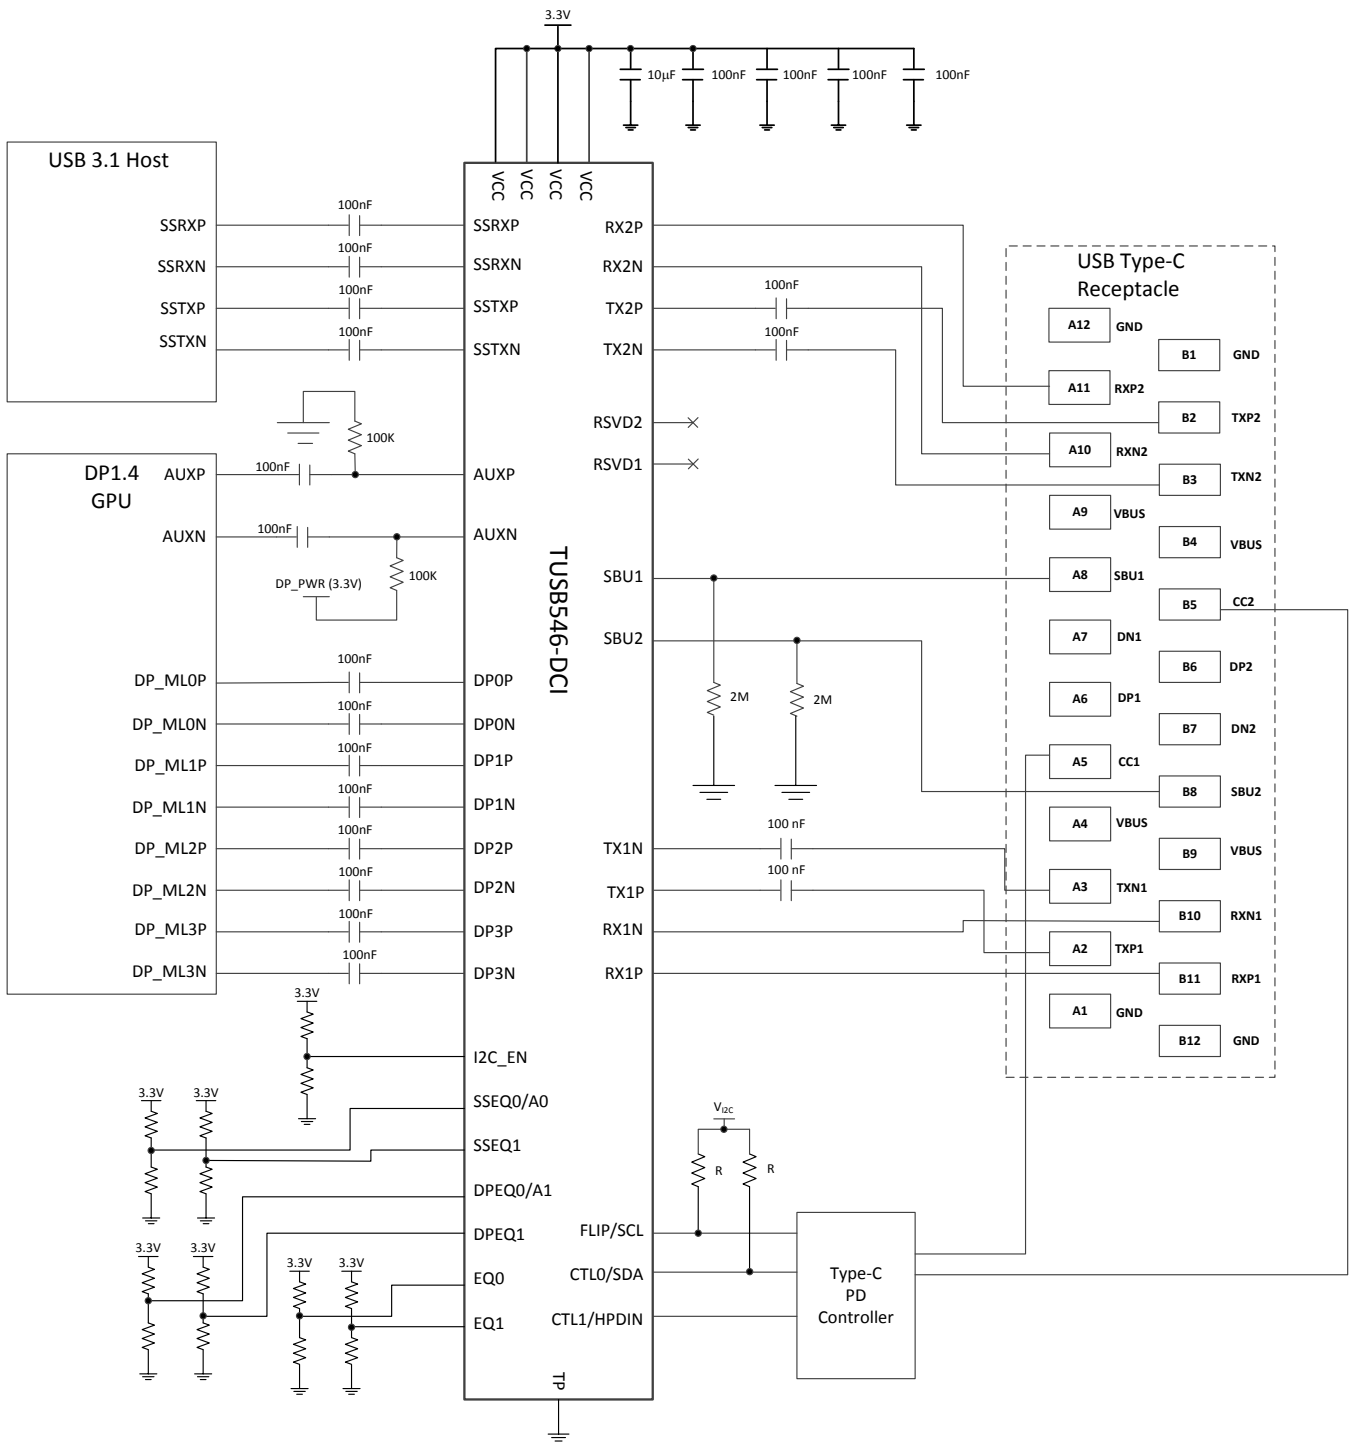 3.3V
10µF
100nF
100nF
100nF
100nF
USB 3.1 Host
SSRXP
SSRXN
SSTXP
SSTXN
100nF
100nF
100nF
100nF
100K
DP1.4
GPU
AUXP
AUXN
100nF
100nF
100K
DP_PWR (3.3V)
DP_ML0P
DP_ML0N
DP_ML1P
DP_ML1N
DP_ML2P
DP_ML2N
DP_ML3P
DP_ML3N
100nF
100nF
100nF
100nF
100nF
100nF
100nF
100nF
3.3V
3.3V
3.3V
3.3V
3.3V
3.3V
3.3V
VCC
VCC
VCC
VCC
SSRXP
SSRXN
SSTXP
SSTXN
AUXP
AUXN
DP0P
DP0N
DP1P
DP1N
DP2P
DP2N
DP3P
DP3N
I2C_EN
SSEQ0/A0
SSEQ1
DPEQ0/A1
DPEQ1
EQ0
EQ1
TUSB546-DCI
TP
RX2P
RX2N
TX2P
TX2N
RSVD2
RSVD1
SBU1
SBU2
TX1N
TX1P
RX1N
RX1P
FLIP/SCL
CTL0/SDA
CTL1/HPDIN
100nF
100nF
2M
2M
100 nF
100 nF
VI2C
R
R
Type-C
PD
Controller
USB Type-C
Receptacle
A12 GND
B1 GND
A11 RXP2
B2 TXP2
A10 RXN2
B3 TXN2
A9 VBUS
B4 VBUS
A8 SBU1
B5 CC2
A7 DN1
B6 DP2
A6 DP1
B7 DN2
A5 CC1
B8 SBU2
A4 VBUS
B9 VBUS
A3 TXN1
B10 RXN1
A2 TXP1
B11 RXP1
A1 GND
B12 GND